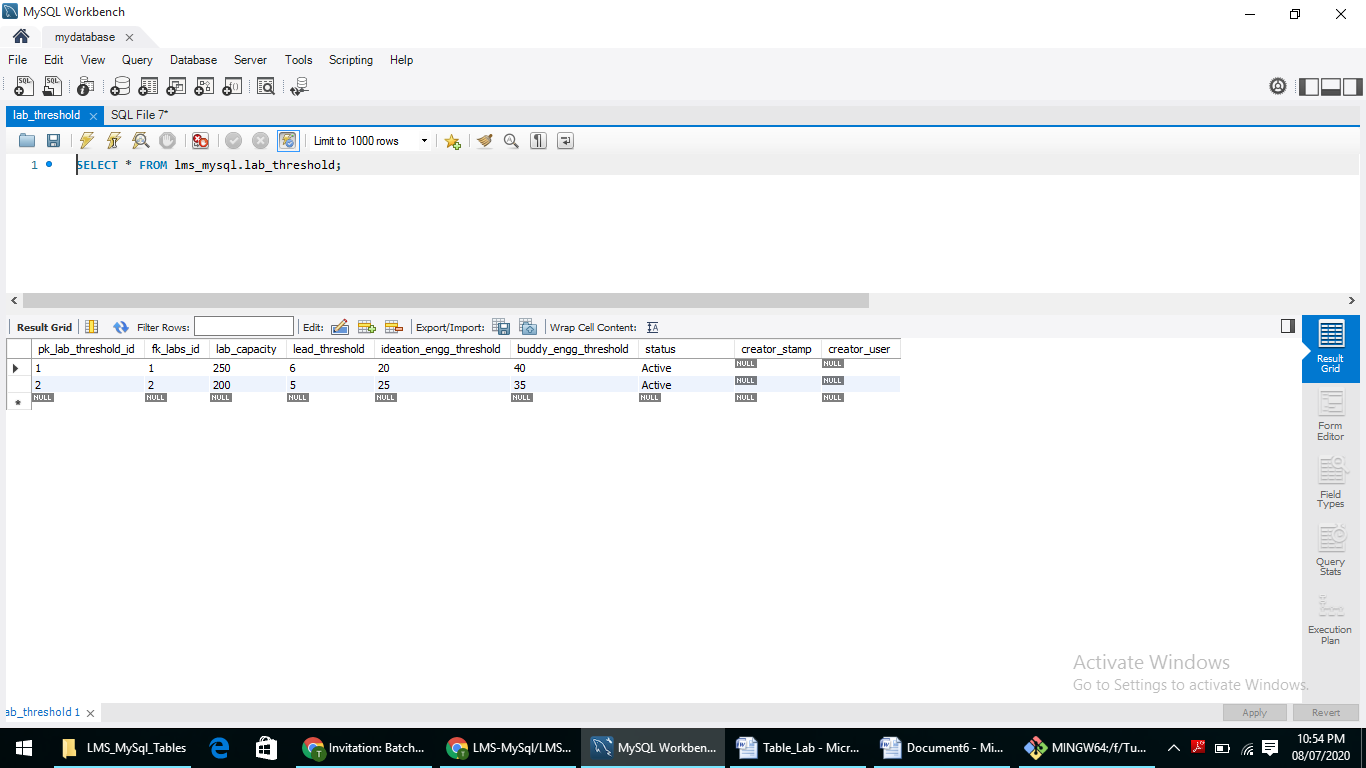 MySQL Workbench
mydatabase
File Edit View Query Database Server Tools Scripting Help
lab_threshold SQL File 7*
Limit to 1000 rows
1 SELECT * FROM lms_mysql.lab_threshold;
Result Grid Filter Rows: Edit: Export/Import: Wrap Cell Content:
pk_lab_threshold_id fk_labs_id lab_capacity lead_threshold ideation_engg_threshold buddy_engg_threshold status creator_stamp creator_user
1 1 250 6 20 40 Active NULL NULL
2 2 200 5 25 35 Active NULL NULL
NULL NULL NULL NULL NULL NULL NULL NULL NULL
Result
Grid
Form
Editor
Field
Types
Query
Stats
Execution
Plan
Activate Windows
Go to Settings to activate Windows.
ab_threshold 1 Apply Revert
LMS_MySql_Tables Invitation: Batch... LMS-MySql/LMS... MySQL Workben... Table_Lab - Micr... Document6 - Mi... MINGW64:/f/Tu...
10:54 PM
08/07/2020